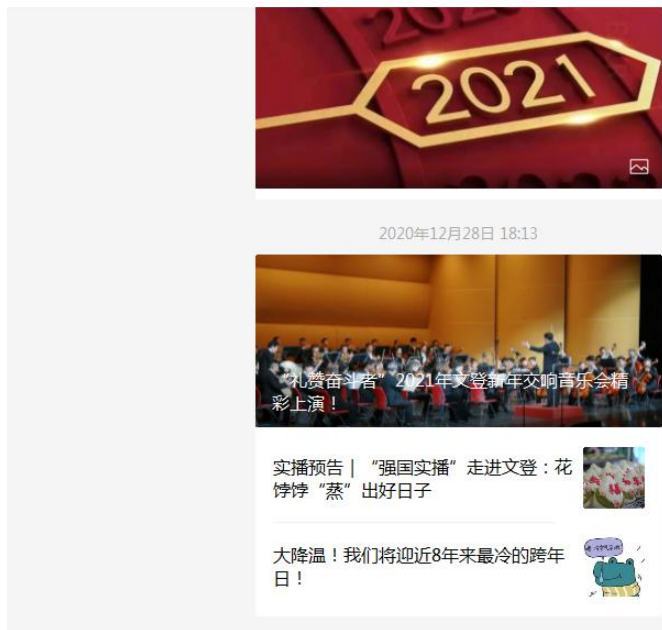 2021
2020年12月28日 18:13
“礼赞奋斗者”2021年文登新年交响音乐会精
彩上演！
实播预告 | “强国实播”走进文登：花
饽饽“蒸”出好日子
大降温！我们将迎近8年来最冷的跨年
日！